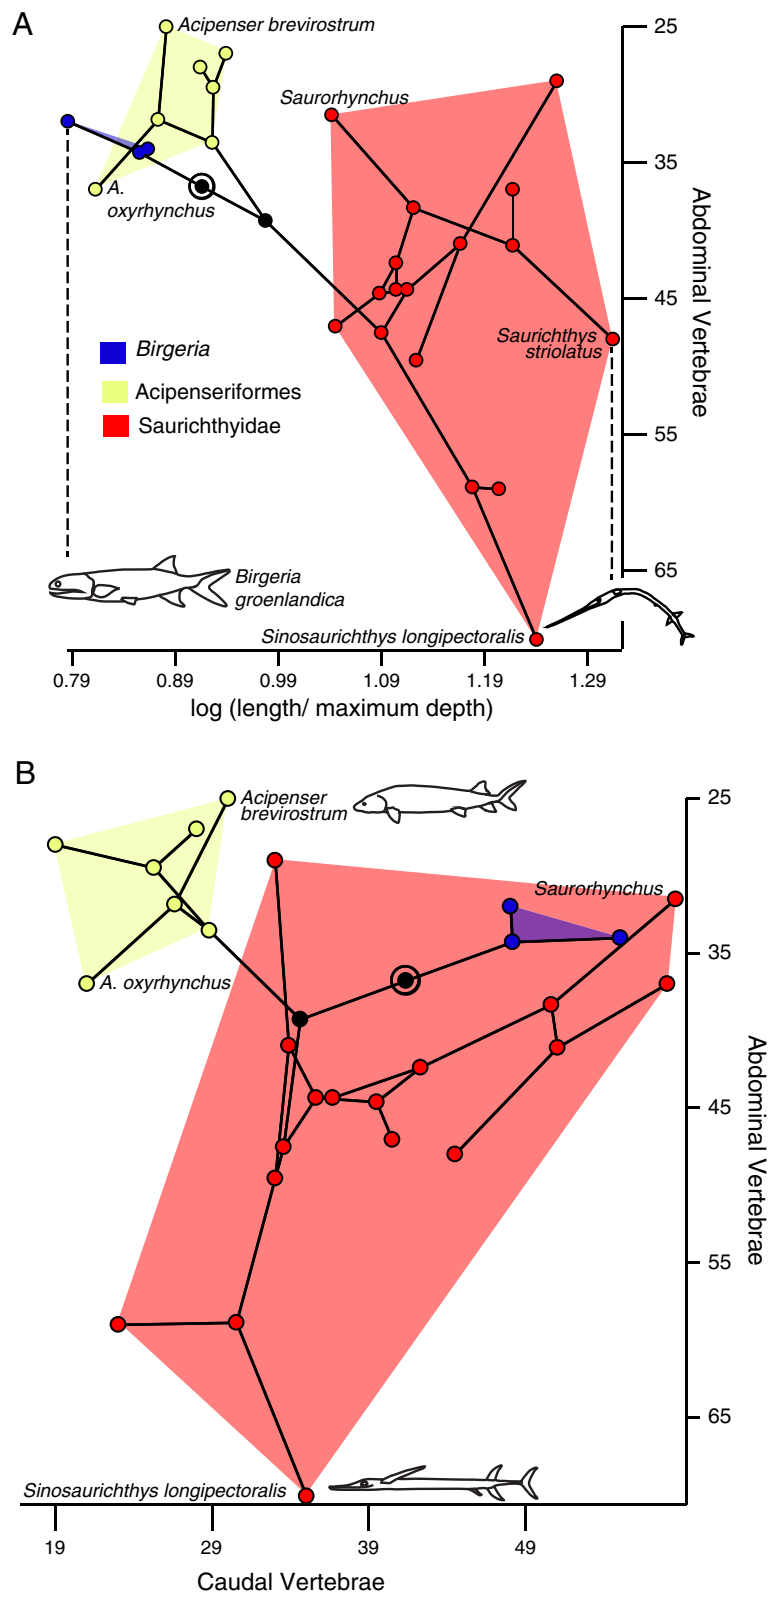 A
Acipenser brevirostrum
25
Saurorhynchus
35
A.
oxyrhynchus
Abdominal Vertebrae
45
Saurichthys
striolatus
Birgeria
Acipenseriformes
Saurichthyidae
55
65
Birgeria
groenlandica
Sinosaurichthys longipectoralis
0.79 0.89 0.99 1.09 1.19 1.29
log (length/ maximum depth)
B
Acipenser
brevirostrum
25
Saurorhynchus
35
A. oxyrhynchus
Abdominal Vertebrae
45
55
65
Sinosaurichthys longipectoralis
19 29 39 49
Caudal Vertebrae